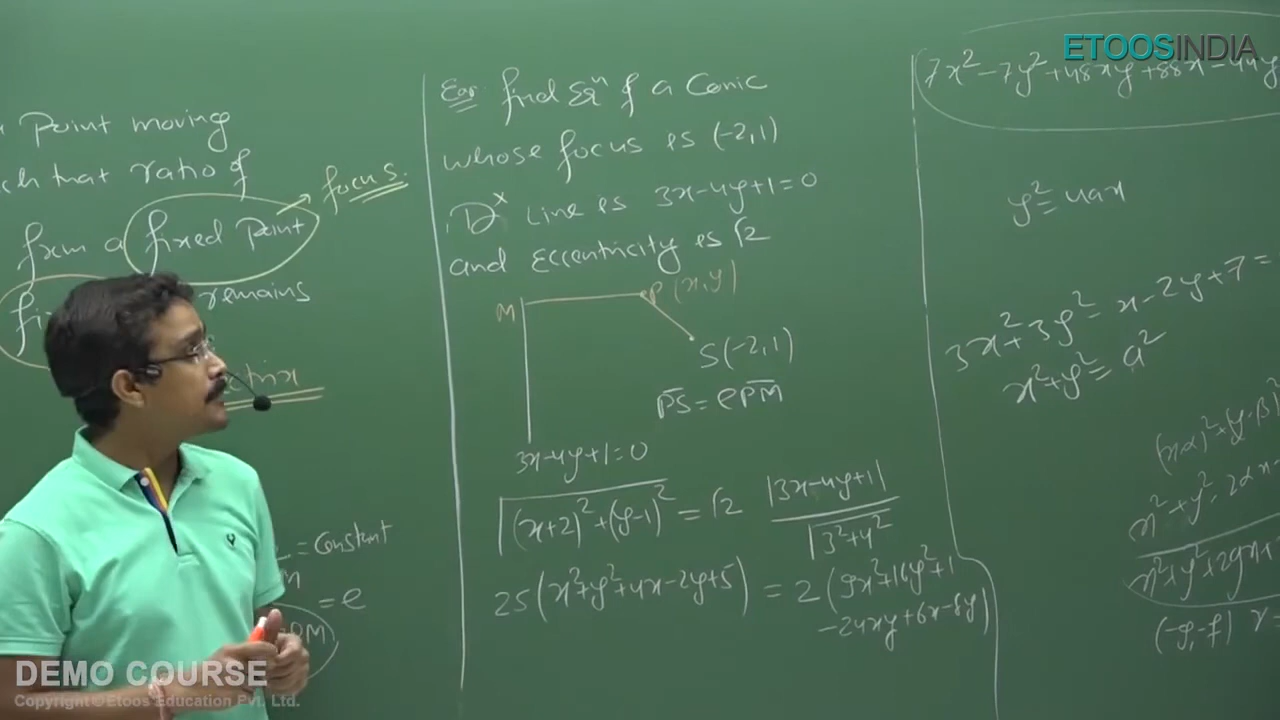 Point moving
that ratio of
from a fixed Point
focus.
remains
= Constant
= e
Ex: find Eqⁿ of a Conic
whose focus is (-2,1)
, Dˣ Line is 3x-4y+1=0
and Eccentricity is √2
M P (x,y)
S(-2,1)
PS = ePM
3x-4y+1=0
√(x+2)²+(y-1)² = √2 |3x-4y+1| / √3²+4²
25(x²+y²+4x-2y+5) = 2(9x²+16y²+1
-24xy+6x-8y)
ETOOSINDIA
7x²-7y²+48xy+88x-44y
y²=4ax
3x²+3y²-x-2y+7=
x²+y²=a²
(x-α)²+(y-β)²
x²+y²-2αx
x²+y²+2gx+
(-g,-f) r=
DEMO COURSE
Copyright © Etoos Education Pvt. Ltd.